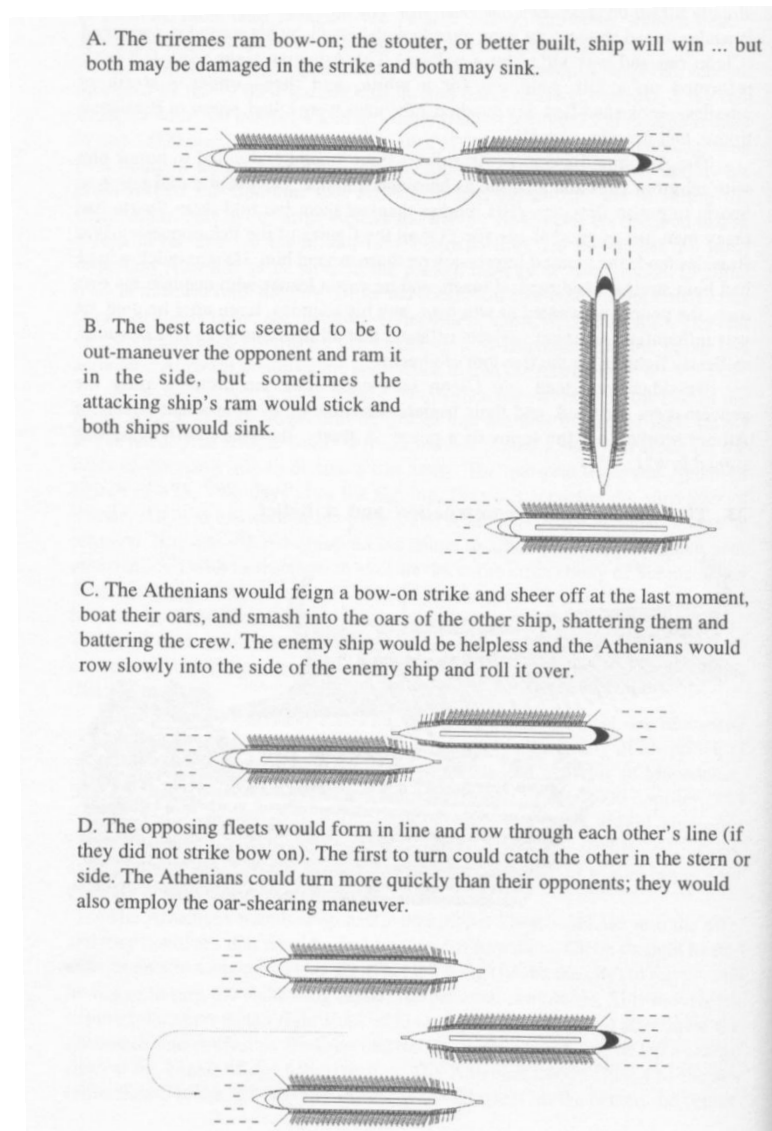 A. The triremes ram bow-on; the stouter, or better built, ship will win ... but
both may be damaged in the strike and both may sink.
B. The best tactic seemed to be to
out-maneuver the opponent and ram it
in the side, but sometimes the
attacking ship's ram would stick and
both ships would sink.
C. The Athenians would feign a bow-on strike and sheer off at the last moment,
boat their oars, and smash into the oars of the other ship, shattering them and
battering the crew. The enemy ship would be helpless and the Athenians would
row slowly into the side of the enemy ship and roll it over.
D. The opposing fleets would form in line and row through each other's line (if
they did not strike bow on). The first to turn could catch the other in the stern or
side. The Athenians could turn more quickly than their opponents; they would
also employ the oar-shearing maneuver.